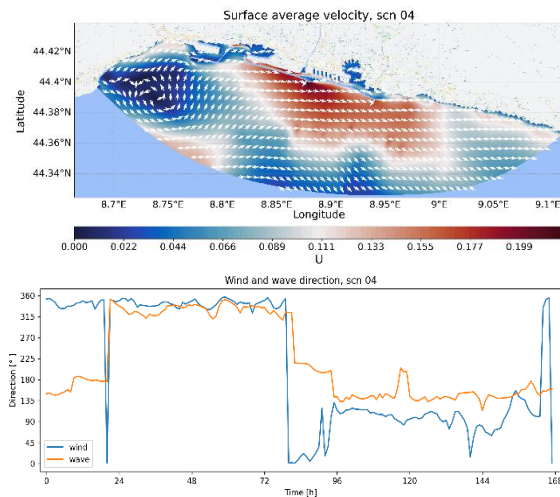 Surface average velocity, scn 04
44.42°N
44.4°N
44.38°N
44.36°N
44.34°N
Latitude
8.7°E 8.75°E 8.8°E 8.85°E 8.9°E 8.95°E 9°E 9.05°E 9.1°E
Longitude
0.000 0.022 0.044 0.066 0.089 0.111 0.133 0.155 0.177 0.199
U
Wind and wave direction, scn 04
360
315
270
225
180
135
90
45
0
Direction [°]
wind
wave
0 24 48 72 96 120 144 168
Time [h]